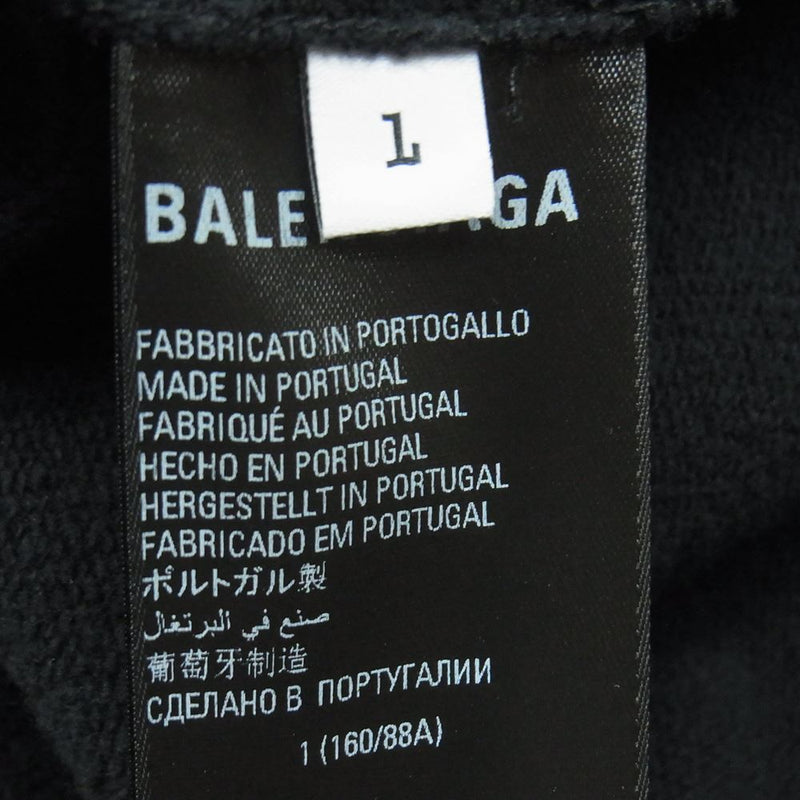 1
BALE GA
FABBRICATO IN PORTOGALLO
MADE IN PORTUGAL
FABRIQUÉ AU PORTUGAL
HECHO EN PORTUGAL
HERGESTELLT IN PORTUGAL
FABRICADO EM PORTUGAL
ポルトガル製
صنع في البرتغال
葡萄牙制造
СДЕЛАНО В ПОРТУГАЛИИ
1 (160/88A)